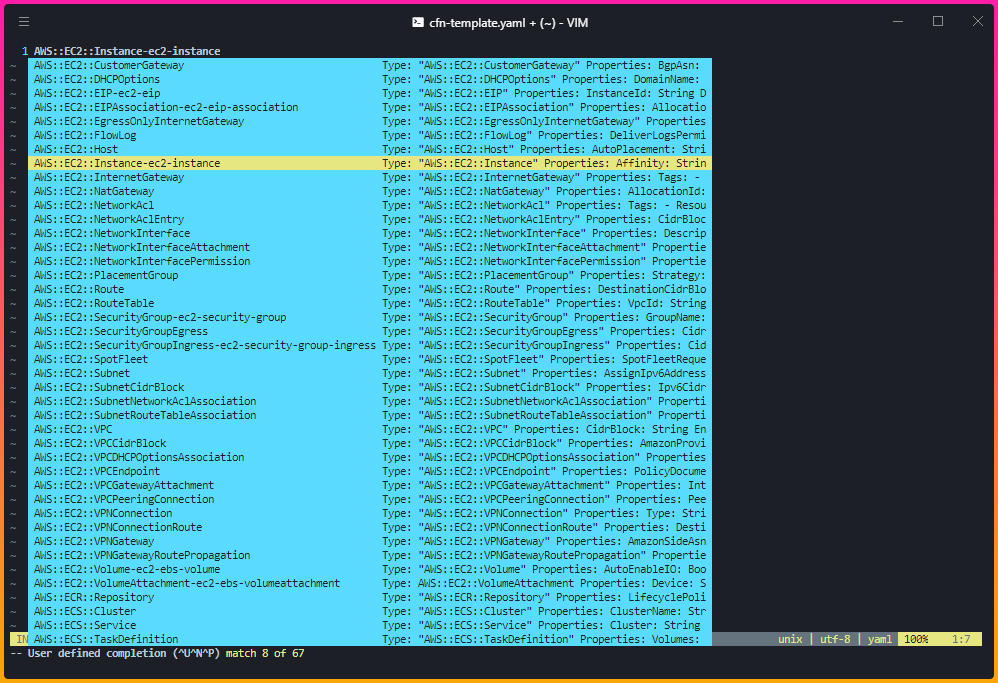 cfn-template.yaml + (~) - VIM
1 AWS::EC2::Instance-ec2-instance
~ AWS::EC2::CustomerGateway Type: "AWS::EC2::CustomerGateway" Properties: BgpAsn:
~ AWS::EC2::DHCPOptions Type: "AWS::EC2::DHCPOptions" Properties: DomainName:
~ AWS::EC2::EIP-ec2-eip Type: "AWS::EC2::EIP" Properties: InstanceId: String D
~ AWS::EC2::EIPAssociation-ec2-eip-association Type: "AWS::EC2::EIPAssociation" Properties: Allocatio
~ AWS::EC2::EgressOnlyInternetGateway Type: "AWS::EC2::EgressOnlyInternetGateway" Properties
~ AWS::EC2::FlowLog Type: "AWS::EC2::FlowLog" Properties: DeliverLogsPermi
~ AWS::EC2::Host Type: "AWS::EC2::Host" Properties: AutoPlacement: Stri
~ AWS::EC2::Instance-ec2-instance Type: "AWS::EC2::Instance" Properties: Affinity: Strin
~ AWS::EC2::InternetGateway Type: "AWS::EC2::InternetGateway" Properties: Tags: -
~ AWS::EC2::NatGateway Type: "AWS::EC2::NatGateway" Properties: AllocationId:
~ AWS::EC2::NetworkAcl Type: "AWS::EC2::NetworkAcl" Properties: Tags: - Resou
~ AWS::EC2::NetworkAclEntry Type: "AWS::EC2::NetworkAclEntry" Properties: CidrBloc
~ AWS::EC2::NetworkInterface Type: "AWS::EC2::NetworkInterface" Properties: Descrip
~ AWS::EC2::NetworkInterfaceAttachment Type: "AWS::EC2::NetworkInterfaceAttachment" Propertie
~ AWS::EC2::NetworkInterfacePermission Type: "AWS::EC2::NetworkInterfacePermission" Propertie
~ AWS::EC2::PlacementGroup Type: "AWS::EC2::PlacementGroup" Properties: Strategy:
~ AWS::EC2::Route Type: "AWS::EC2::Route" Properties: DestinationCidrBlo
~ AWS::EC2::RouteTable Type: "AWS::EC2::RouteTable" Properties: VpcId: String
~ AWS::EC2::SecurityGroup-ec2-security-group Type: "AWS::EC2::SecurityGroup" Properties: GroupName:
~ AWS::EC2::SecurityGroupEgress Type: "AWS::EC2::SecurityGroupEgress" Properties: Cidr
~ AWS::EC2::SecurityGroupIngress-ec2-security-group-ingress Type: "AWS::EC2::SecurityGroupIngress" Properties: Cid
~ AWS::EC2::SpotFleet Type: "AWS::EC2::SpotFleet" Properties: SpotFleetReque
~ AWS::EC2::Subnet Type: "AWS::EC2::Subnet" Properties: AssignIpv6Address
~ AWS::EC2::SubnetCidrBlock Type: "AWS::EC2::SubnetCidrBlock" Properties: Ipv6Cidr
~ AWS::EC2::SubnetNetworkAclAssociation Type: "AWS::EC2::SubnetNetworkAclAssociation" Properti
~ AWS::EC2::SubnetRouteTableAssociation Type: "AWS::EC2::SubnetRouteTableAssociation" Properti
~ AWS::EC2::VPC Type: "AWS::EC2::VPC" Properties: CidrBlock: String En
~ AWS::EC2::VPCCidrBlock Type: "AWS::EC2::VPCCidrBlock" Properties: AmazonProvi
~ AWS::EC2::VPCDHCPOptionsAssociation Type: "AWS::EC2::VPCDHCPOptionsAssociation" Properties
~ AWS::EC2::VPCEndpoint Type: "AWS::EC2::VPCEndpoint" Properties: PolicyDocume
~ AWS::EC2::VPCGatewayAttachment Type: "AWS::EC2::VPCGatewayAttachment" Properties: Int
~ AWS::EC2::VPCPeeringConnection Type: "AWS::EC2::VPCPeeringConnection" Properties: Pee
~ AWS::EC2::VPNConnection Type: "AWS::EC2::VPNConnection" Properties: Type: Stri
~ AWS::EC2::VPNConnectionRoute Type: "AWS::EC2::VPNConnectionRoute" Properties: Desti
~ AWS::EC2::VPNGateway Type: "AWS::EC2::VPNGateway" Properties: AmazonSideAsn
~ AWS::EC2::VPNGatewayRoutePropagation Type: "AWS::EC2::VPNGatewayRoutePropagation" Propertie
~ AWS::EC2::Volume-ec2-ebs-volume Type: "AWS::EC2::Volume" Properties: AutoEnableIO: Boo
~ AWS::EC2::VolumeAttachment-ec2-ebs-volumeattachment Type: AWS::EC2::VolumeAttachment Properties: Device: S
~ AWS::ECR::Repository Type: "AWS::ECR::Repository" Properties: LifecyclePoli
~ AWS::ECS::Cluster Type: "AWS::ECS::Cluster" Properties: ClusterName: Str
~ AWS::ECS::Service Type: "AWS::ECS::Service" Properties: Cluster: String
IN AWS::ECS::TaskDefinition Type: "AWS::ECS::TaskDefinition" Properties: Volumes: unix | utf-8 | yaml 100% 1:7
-- User defined completion (^U^N^P) match 8 of 67